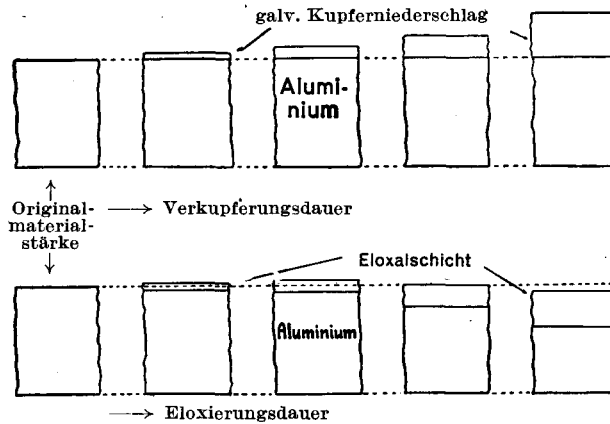 galv. Kupferniederschlag
Alumi-
nium
Original-
material-
stärke
Verkupferungsdauer
Eloxalschicht
Aluminium
Eloxierungsdauer